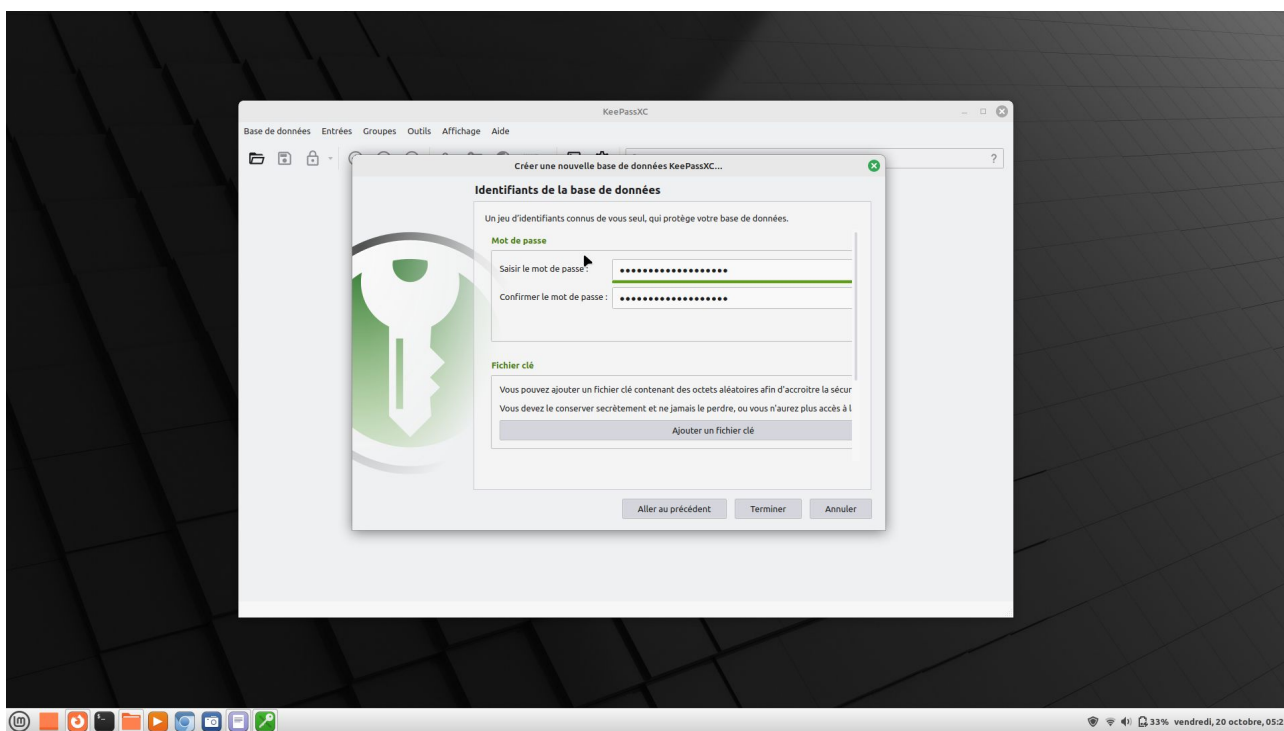 KeePassXC
Base de données Entrées Groupes Outils Affichage Aide
?
Créer une nouvelle base de données KeePassXC...
Identifiants de la base de données
Un jeu d'identifiants connus de vous seul, qui protège votre base de données.
Mot de passe
Saisir le mot de passe :
Confirmer le mot de passe :
Fichier clé
Vous pouvez ajouter un fichier clé contenant des octets aléatoires afin d'accroitre la sécur
Vous devez le conserver secrètement et ne jamais le perdre, ou vous n'aurez plus accès à l
Ajouter un fichier clé
Aller au précédent Terminer Annuler
33% vendredi, 20 octobre, 05:2